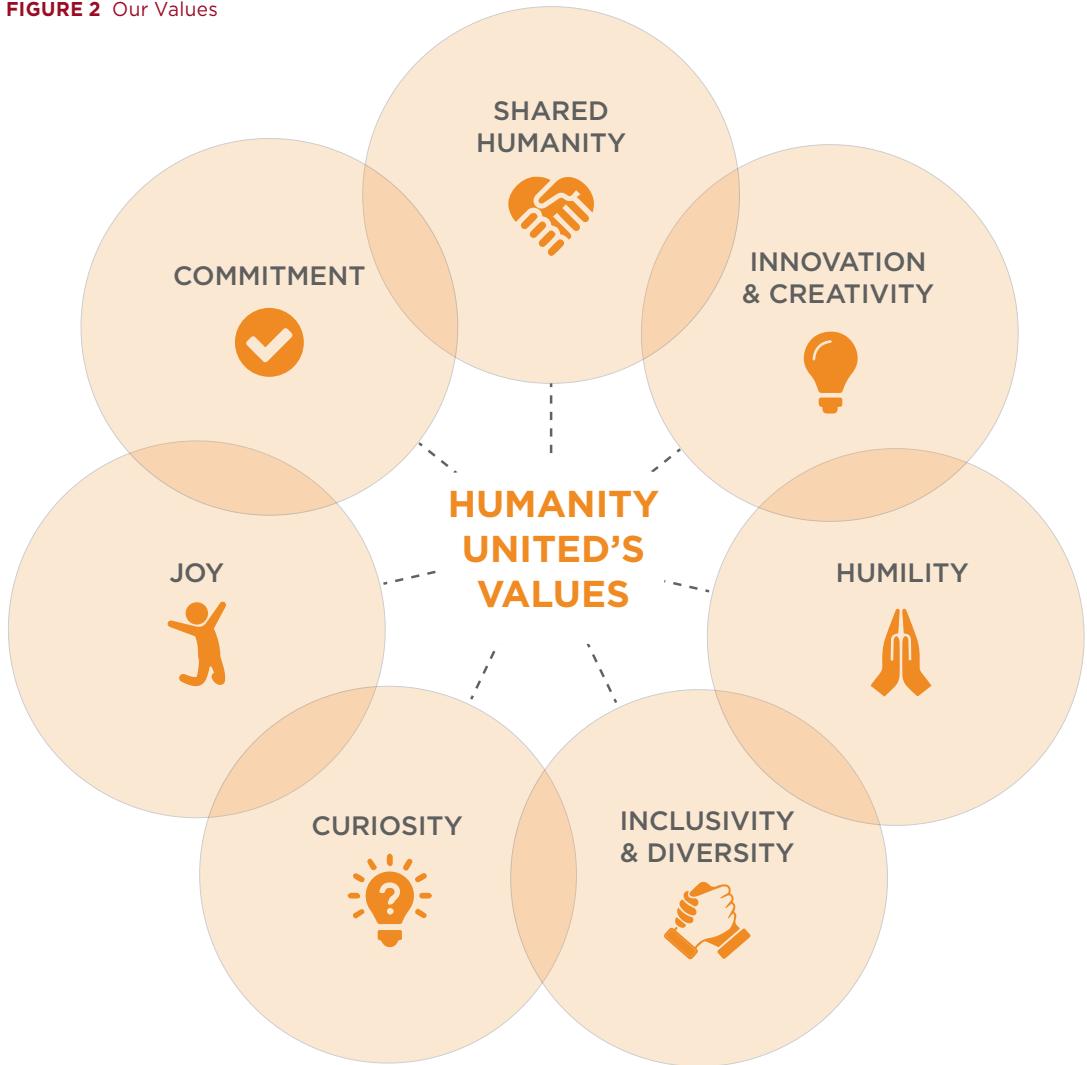 FIGURE 2 Our Values
SHARED
HUMANITY
INNOVATION
& CREATIVITY
COMMITMENT
HUMANITY
UNITED'S
VALUES
JOY
HUMILITY
CURIOSITY
?
INCLUSIVITY
& DIVERSITY